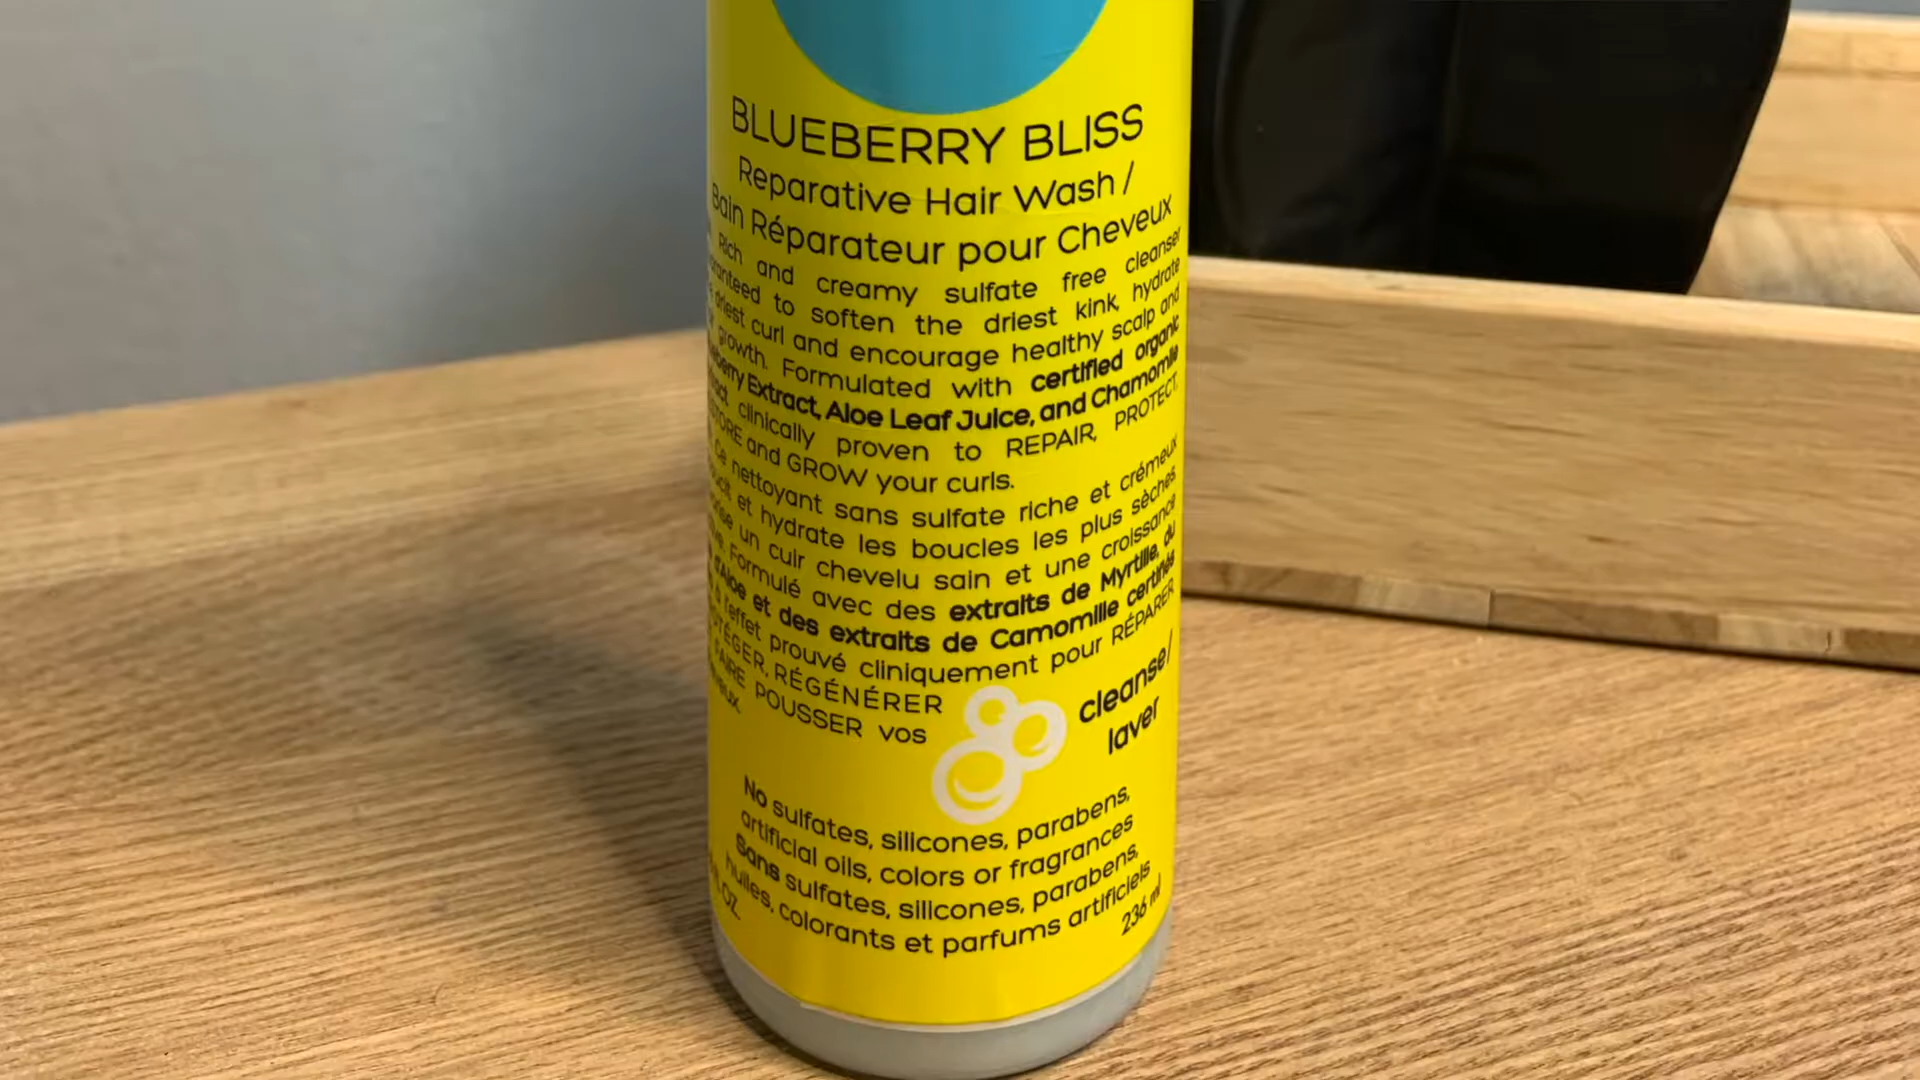 BLUEBERRY BLISS
Reparative Hair Wash /
Bain Réparateur pour Cheveux
Rich and creamy sulfate free cleanser
to soften the driest kink, hydrate
driest curl and encourage healthy scalp and
growth. Formulated with certified organic
Extract, Aloe Leaf Juice, and Chamomile
clinically proven to REPAIR, PROTECT,
and GROW your curls.
Ce nettoyant sans sulfate riche et crémeux
et hydrate les boucles les plus sèches
un cuir chevelu sain et une croissance
Formulé avec des extraits de Myrtille, du
d'Aloe et des extraits de Camomille certifiés
à l'effet prouvé cliniquement pour RÉPARER
RÉGÉNÉRER
FAIRE POUSSER vos
cleanse/
laver
No sulfates, silicones, parabens,
artificial oils, colors or fragrances
Sans sulfates, silicones, parabens,
huiles, colorants et parfums artificiels
OZ.
236 ml